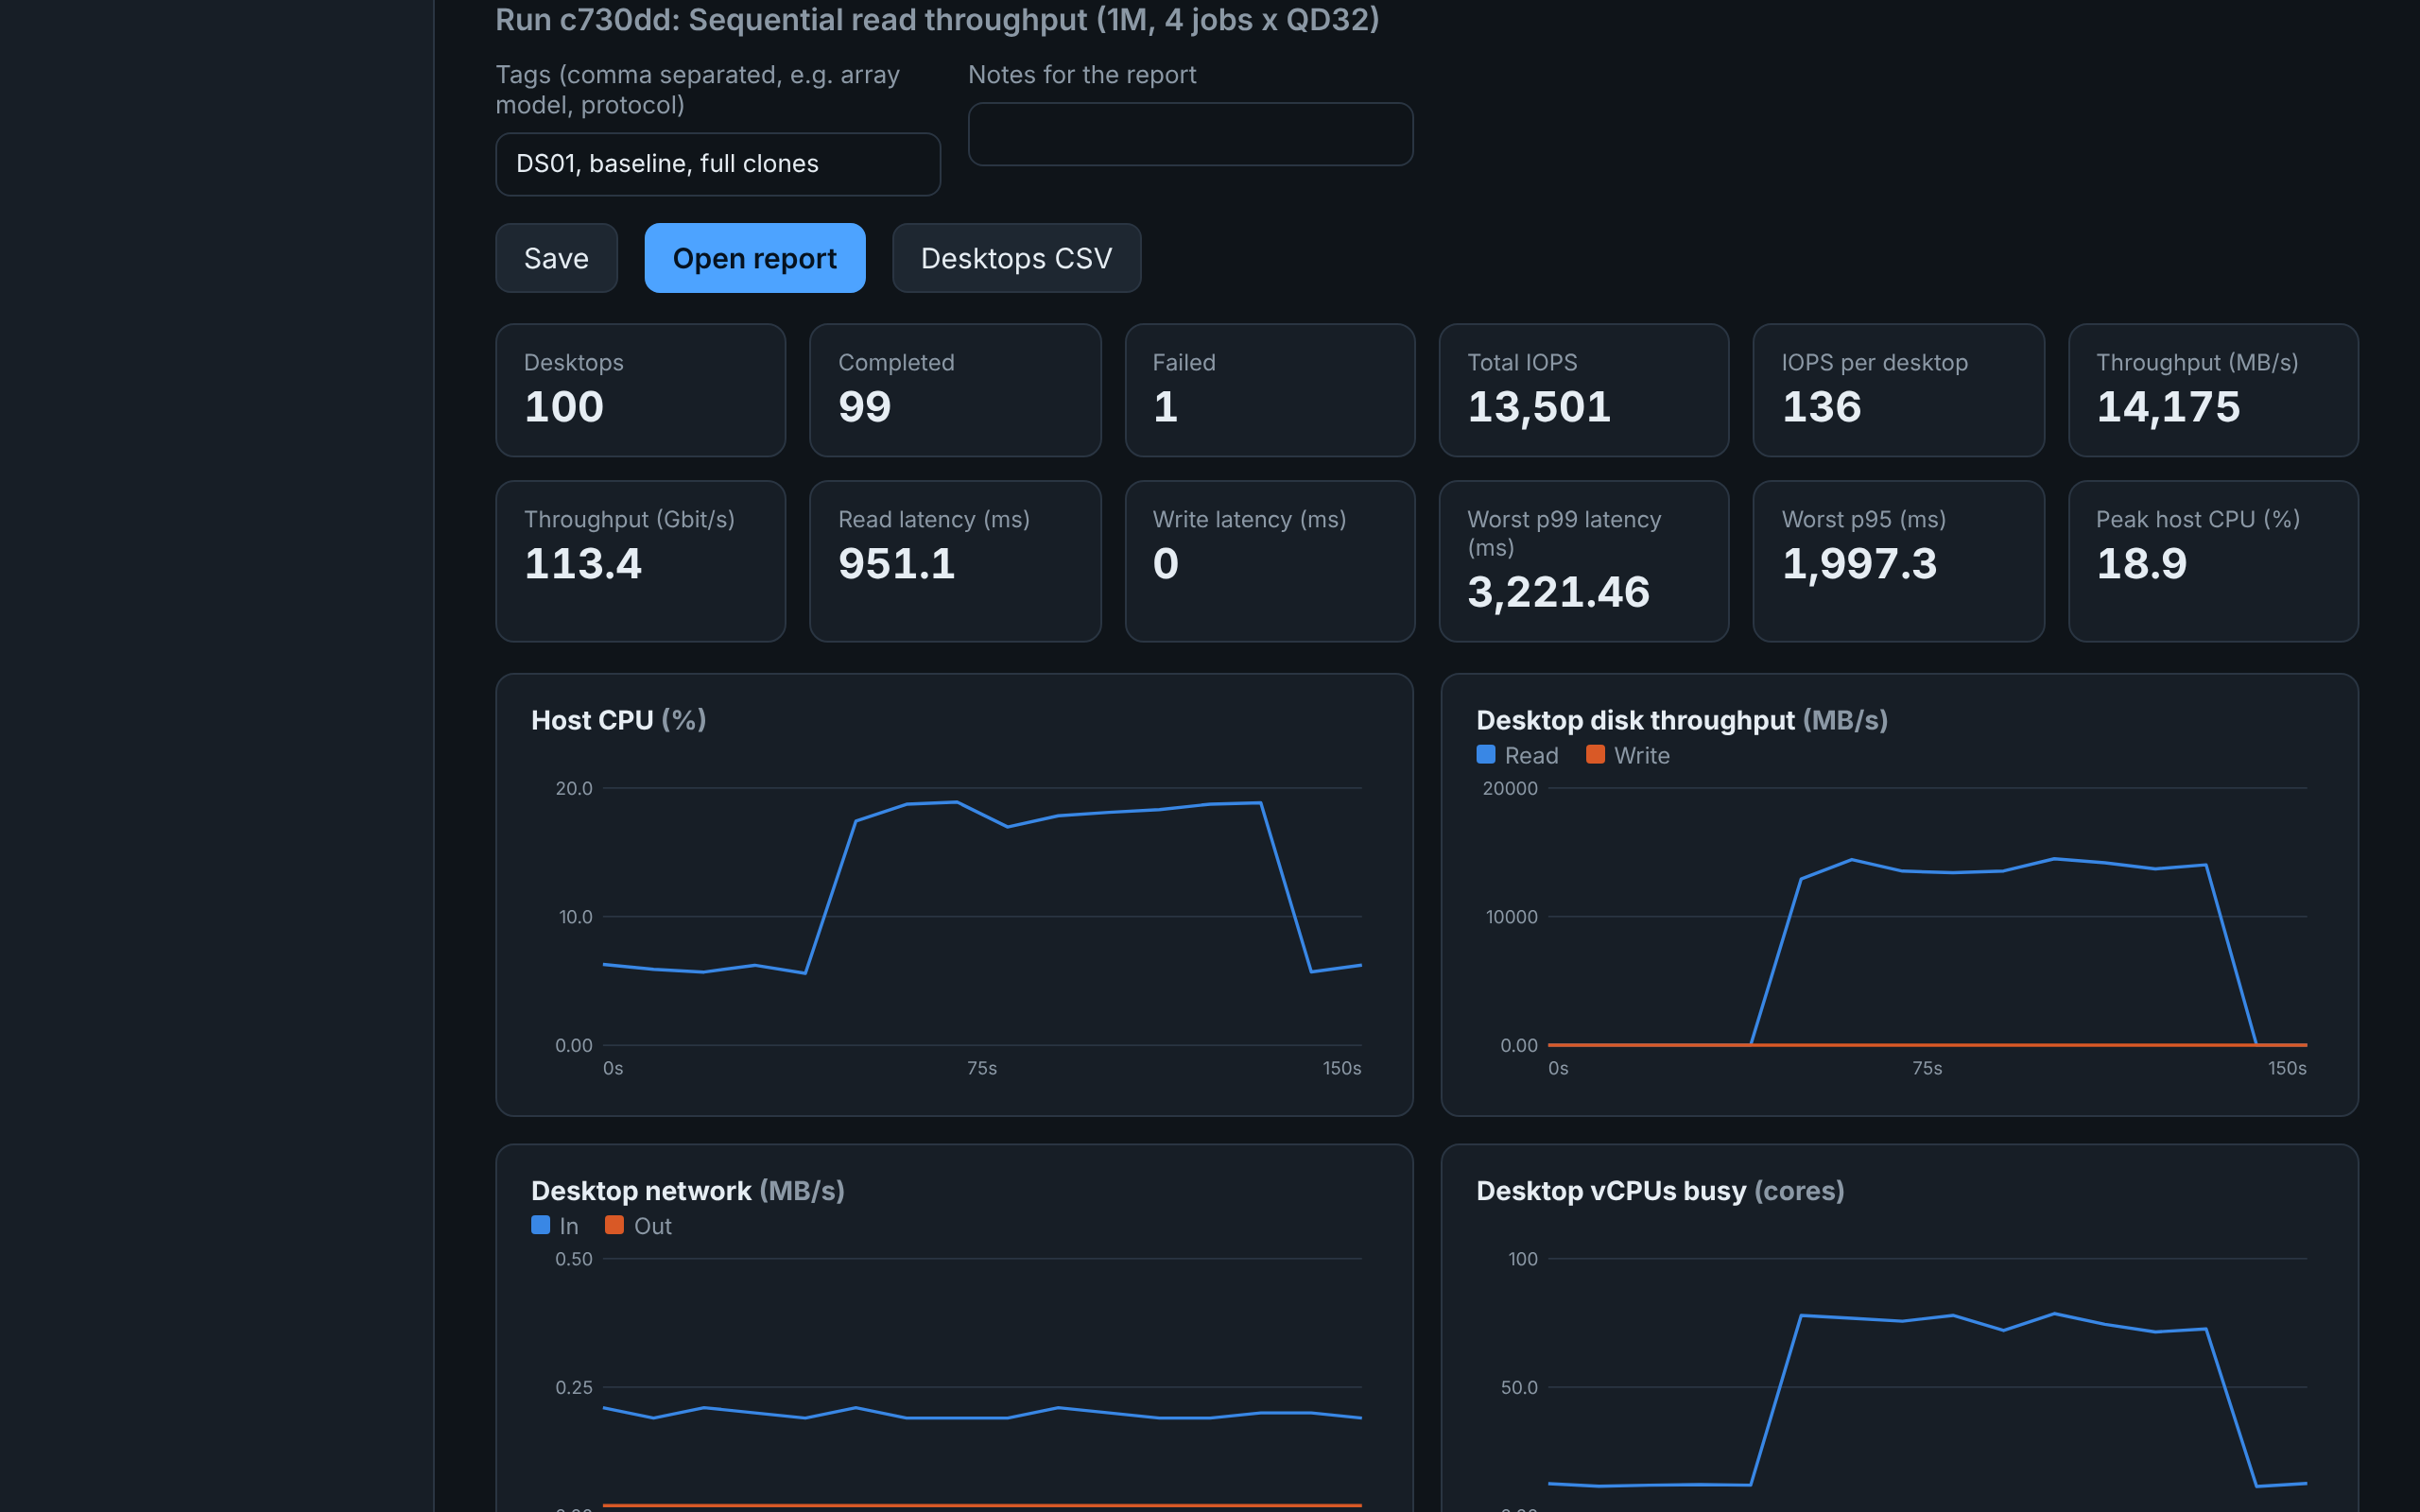 Run c730dd: Sequential read throughput (1M, 4 jobs x QD32)
Tags (comma separated, e.g. array
model, protocol)
Notes for the report
DS01, baseline, full clones
Save
Open report
Desktops CSV
Desktops
100
Completed
99
Failed
1
Total IOPS
13,501
IOPS per desktop
136
Throughput (MB/s)
14,175
Throughput (Gbit/s)
113.4
Read latency (ms)
951.1
Write latency (ms)
0
Worst p99 latency
(ms)
3,221.46
Worst p95 (ms)
1,997.3
Peak host CPU (%)
18.9
Host CPU (%)
20.0
10.0
0.00
0s
75s
150s
Desktop disk throughput (MB/s)
Read
Write
20000
10000
0.00
0s
75s
150s
Desktop network (MB/s)
In
Out
0.50
0.25
Desktop vCPUs busy (cores)
100
50.0